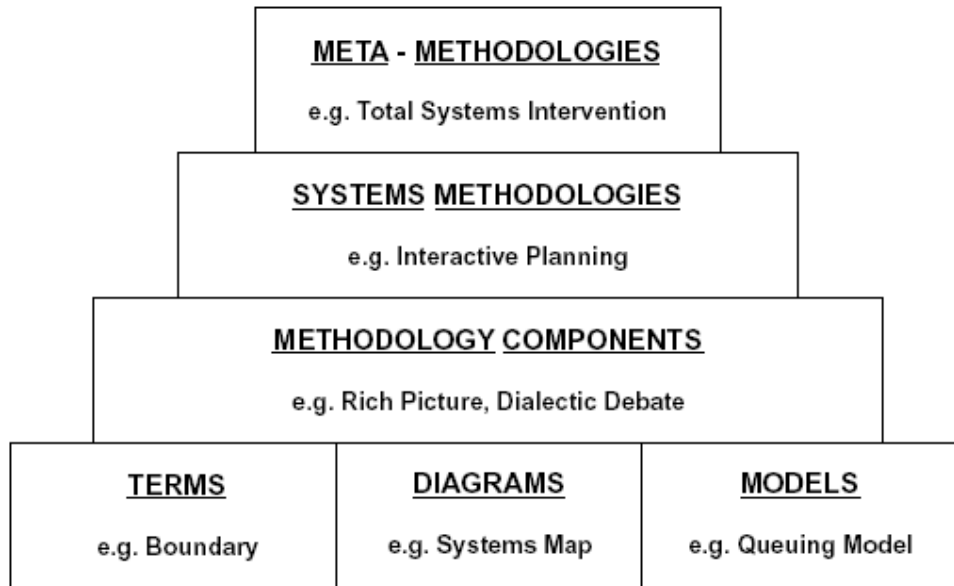 META - METHODOLOGIES
e.g. Total Systems Intervention
SYSTEMS METHODOLOGIES
e.g. Interactive Planning
METHODOLOGY COMPONENTS
e.g. Rich Picture, Dialectic Debate
TERMS
e.g. Boundary
DIAGRAMS
e.g. Systems Map
MODELS
e.g. Queuing Model